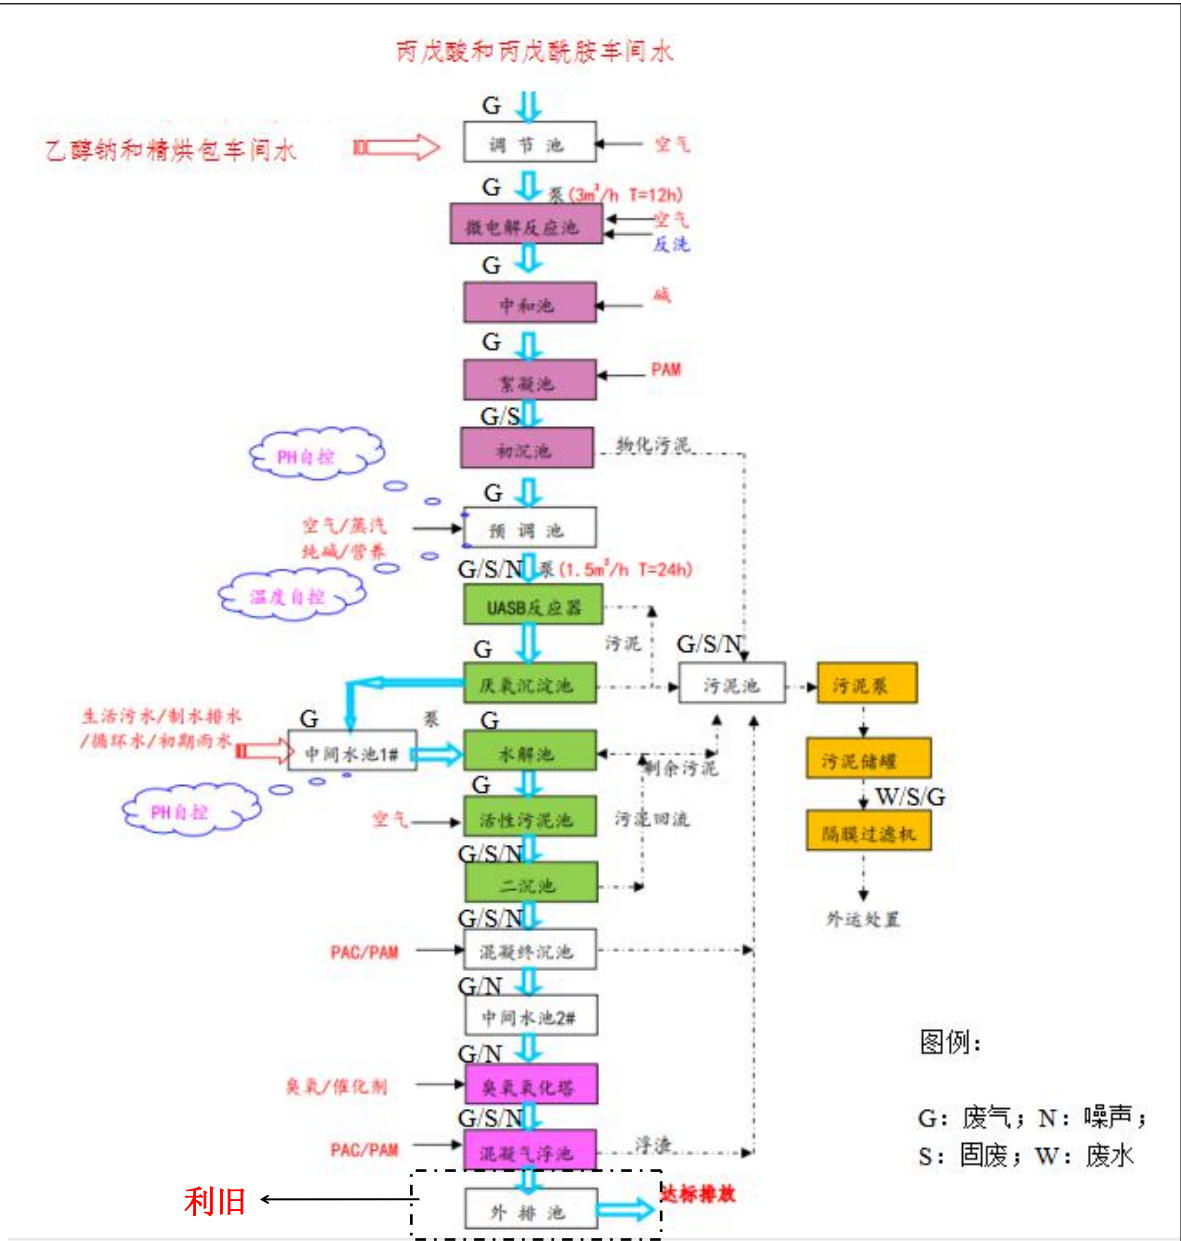 丙戊酸和丙戊酰胺车间水
G
乙醇钠和精烘包车间水
调节池
空气
G
泵(3m³/h T=12h)
微电解反应池
空气
反洗
G
中和池
碱
G
絮凝池
PAM
G/S
初沉池
物化污泥
PH自控
G
空气/蒸汽
纯碱/营养
预调池
G/S/N
泵(1.5m³/h T=24h)
温度自控
UASB反应器
污泥
G/S/N
G
厌氧沉淀池
污泥池
污泥泵
生活污水/制水排水
/循环水/初期雨水
G
中间水池1#
泵
G
水解池
剩余污泥
污泥储罐
PH自控
G
空气
活性污泥池
污泥回流
W/S/G
隔膜过滤机
G/S/N
二沉池
外运处置
G/S/N
PAC/PAM
混凝终沉池
G/N
中间水池2#
G/N
臭氧/催化剂
臭氧氧化塔
G/S/N
PAC/PAM
混凝气浮池
浮渣
利旧
外排池
达标排放
图例：
G：废气；N：噪声；
S：固废；W：废水